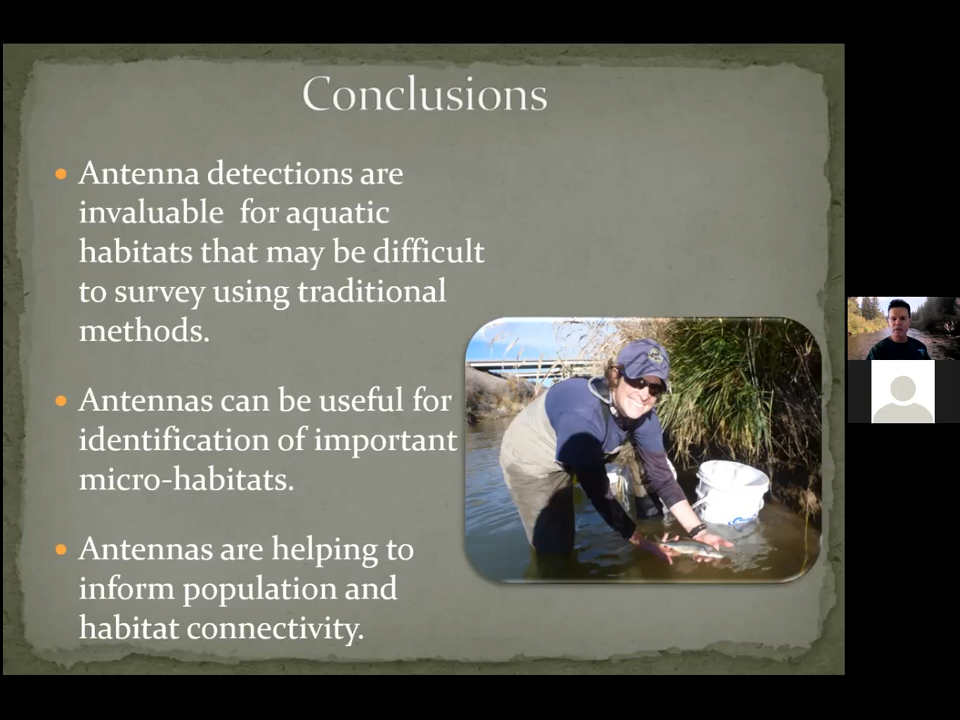 Conclusions
Antenna detections are
invaluable for aquatic
habitats that may be difficult
to survey using traditional
methods.
Antennas can be useful for
identification of important
micro-habitats.
Antennas are helping to
inform population and
habitat connectivity.